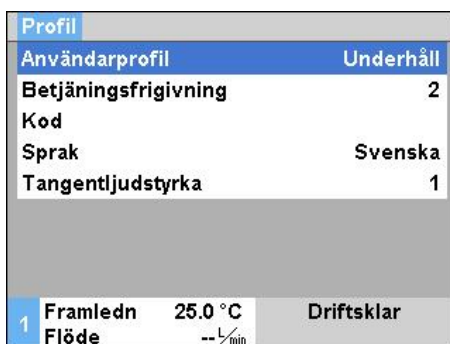 Profil
Användarprofil Underhåll
Betjäningsfrigivning 2
Kod
Sprak Svenska
Tangentljudstyrka 1
1 Framledn 25.0 °C Driftsklar
Flöde -- L/min